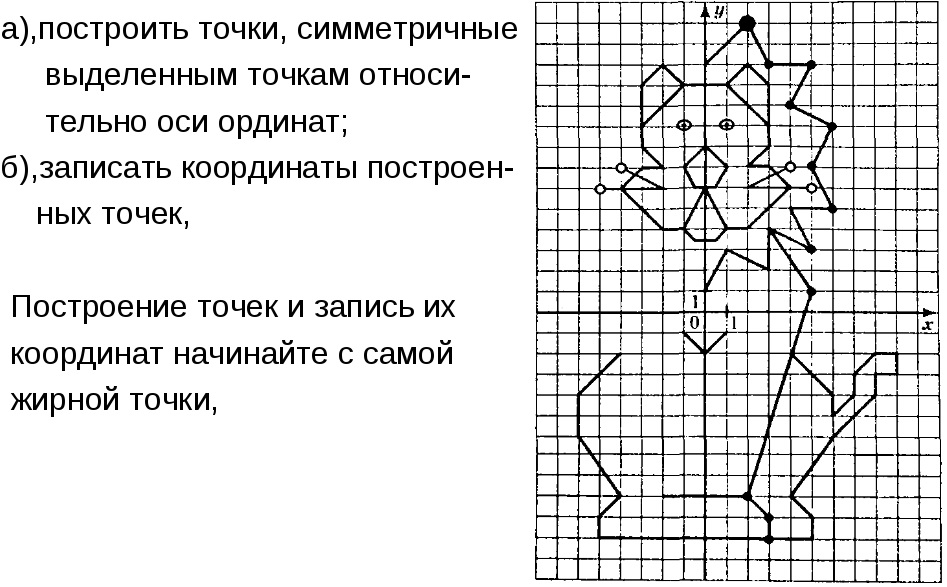 а),построить точки, симметричные
выделенным точкам относи-
тельно оси ординат;
б),записать координаты построен-
ных точек,
Построение точек и запись их
координат начинайте с самой
жирной точки,
y
1
0 1
x